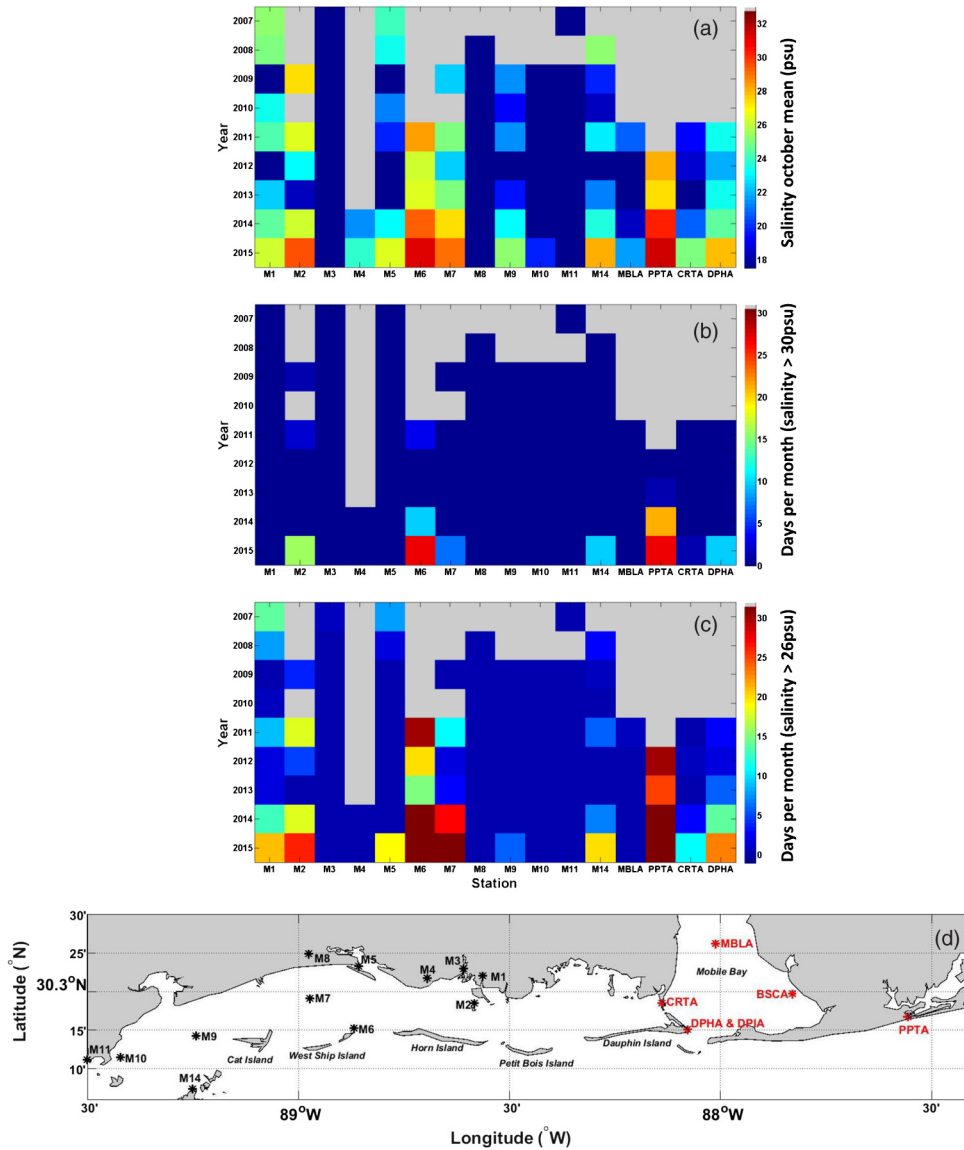 (a)
2007
2008
2009
2010
2011
2012
2013
2014
2015
Year
M1 M2 M3 M4 M5 M6 M7 M8 M9 M10 M11 M14 MBLA PPTA CRTA DPHA
32
30
28
26
24
22
20
18
Salinity october mean (psu)
(b)
2007
2008
2009
2010
2011
2012
2013
2014
2015
Year
M1 M2 M3 M4 M5 M6 M7 M8 M9 M10 M11 M14 MBLA PPTA CRTA DPHA
30
25
20
15
10
5
0
Days per month (salinity > 30psu)
(c)
2007
2008
2009
2010
2011
2012
2013
2014
2015
Year
M1 M2 M3 M4 M5 M6 M7 M8 M9 M10 M11 M14 MBLA PPTA CRTA DPHA
Station
30
25
20
15
10
5
0
Days per month (salinity > 26psu)
(d)
30'
25'
30.3°N
15'
10'
Latitude (°N)
MBLA
M8
M5
M3
M4
M1
Mobile Bay
BSCA
M7
M2
CRTA
M6
DPHA & DPIA
PPTA
M9
Cat Island
West Ship Island
Horn Island
Petit Bois Island
Dauphin Island
M11
M10
M14
30' 89°W 30' 88°W 30'
Longitude (°W)